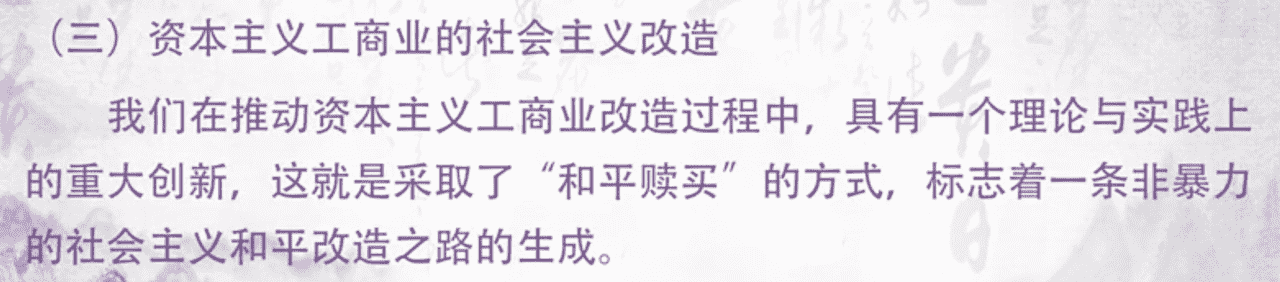 （三）资本主义工商业的社会主义改造
我们在推动资本主义工商业改造过程中，具有一个理论与实践上
的重大创新，这就是采取了“和平赎买”的方式，标志着一条非暴力
的社会主义和平改造之路的生成。